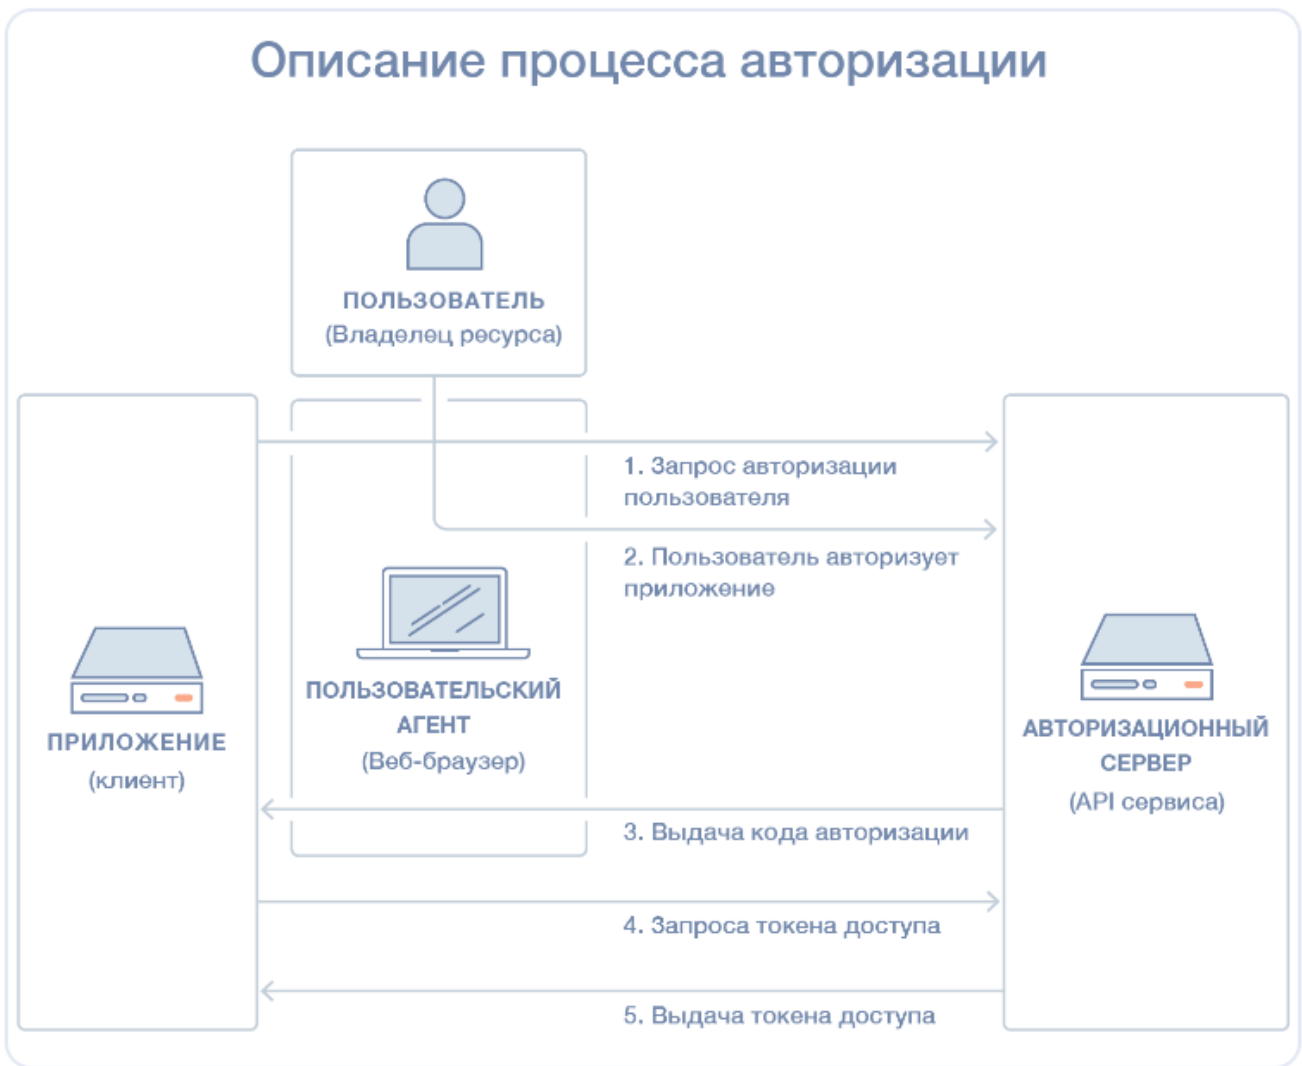 Описание процесса авторизации
ПОЛЬЗОВАТЕЛЬ
(Владелец ресурса)
1. Запрос авторизации
пользователя
2. Пользователь авторизует
приложение
ПОЛЬЗОВАТЕЛЬСКИЙ
АГЕНТ
(Веб-браузер)
ПРИЛОЖЕНИЕ
(клиент)
АВТОРИЗАЦИОННЫЙ
СЕРВЕР
(API сервиса)
3. Выдача кода авторизации
4. Запроса токена доступа
5. Выдача токена доступа